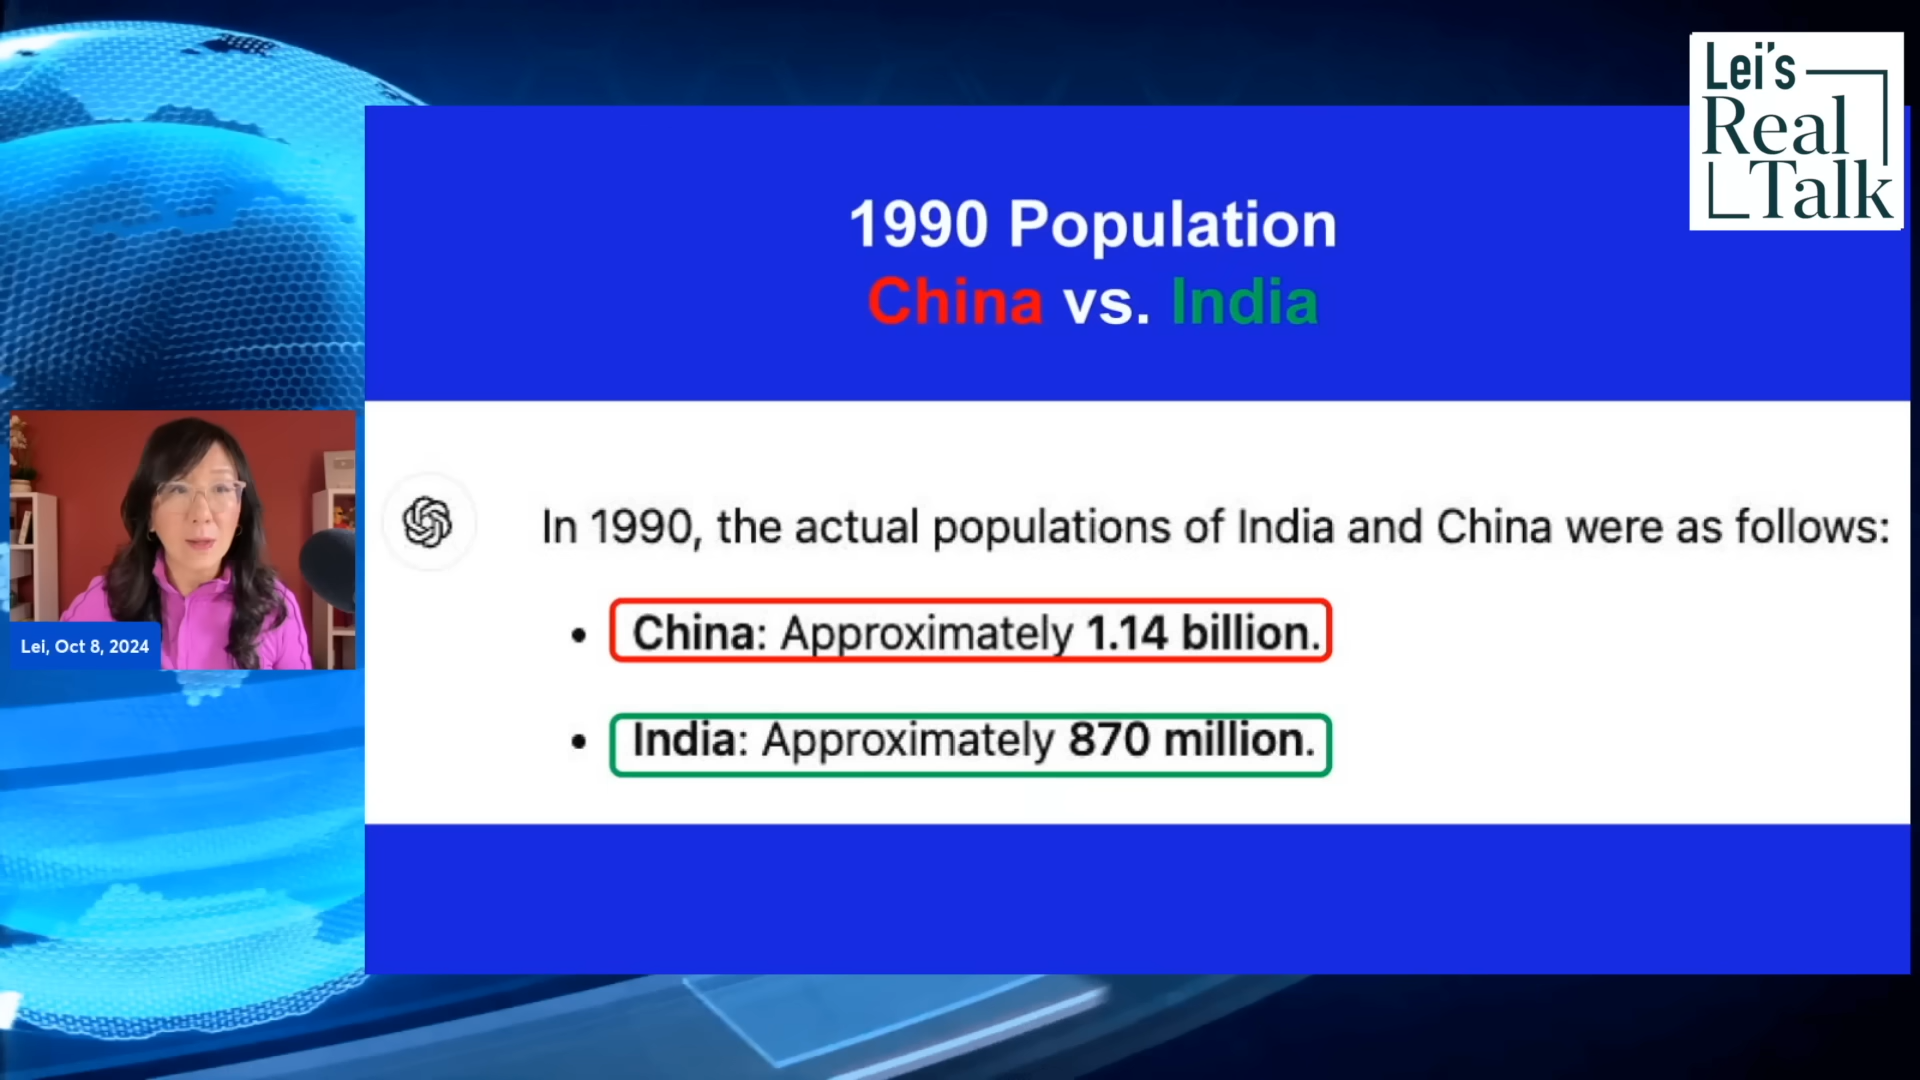 Lei's
Real
Talk
1990 Population
China vs. India
In 1990, the actual populations of India and China were as follows:
• China: Approximately 1.14 billion.
• India: Approximately 870 million.
Lei, Oct 8, 2024